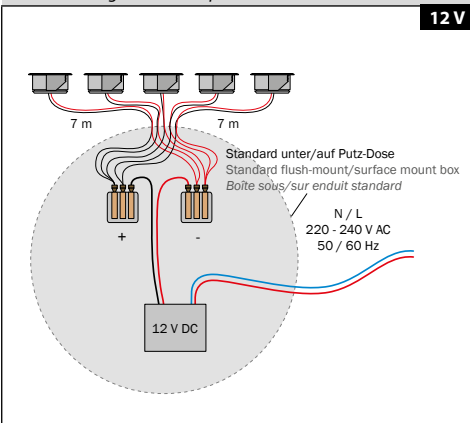 12 V
7 m
7 m
Standard unter/auf Putz-Dose
Standard flush-mount/surface mount box
Boîte sous/sur enduit standard
N / L
220 - 240 V AC
50 / 60 Hz
+
-
12 V DC